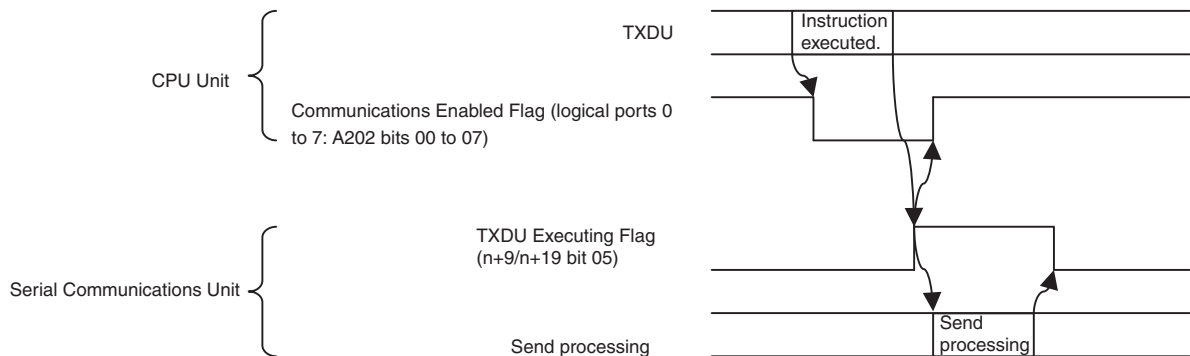 TXDU
Instruction
executed.
CPU Unit
Communications Enabled Flag (logical ports 0
to 7: A202 bits 00 to 07)
TXDU Executing Flag
(n+9/n+19 bit 05)
Serial Communications Unit
Send processing
Send
processing